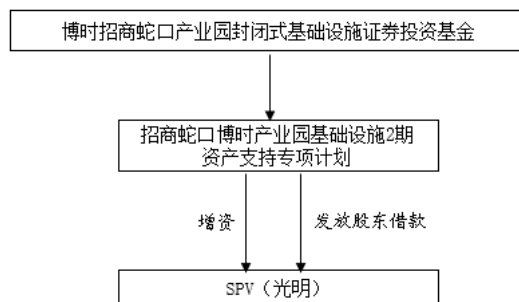 博时招商蛇口产业园封闭式基础设施证券投资基金
招商蛇口博时产业园基础设施2期
资产支持专项计划
增资
发放股东借款
SPV（光明）